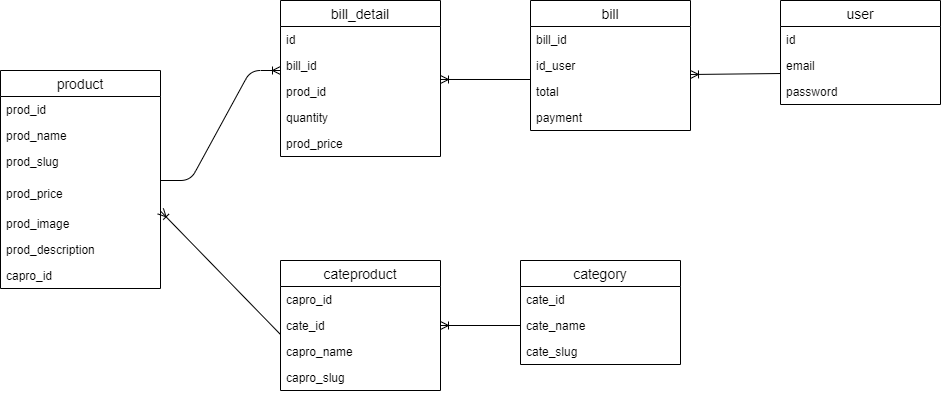 bill_detail
id
bill_id
prod_id
quantity
prod_price
bill
bill_id
id_user
total
payment
user
id
email
password
product
prod_id
prod_name
prod_slug
prod_price
prod_image
prod_description
capro_id
cateproduct
capro_id
cate_id
capro_name
capro_slug
category
cate_id
cate_name
cate_slug